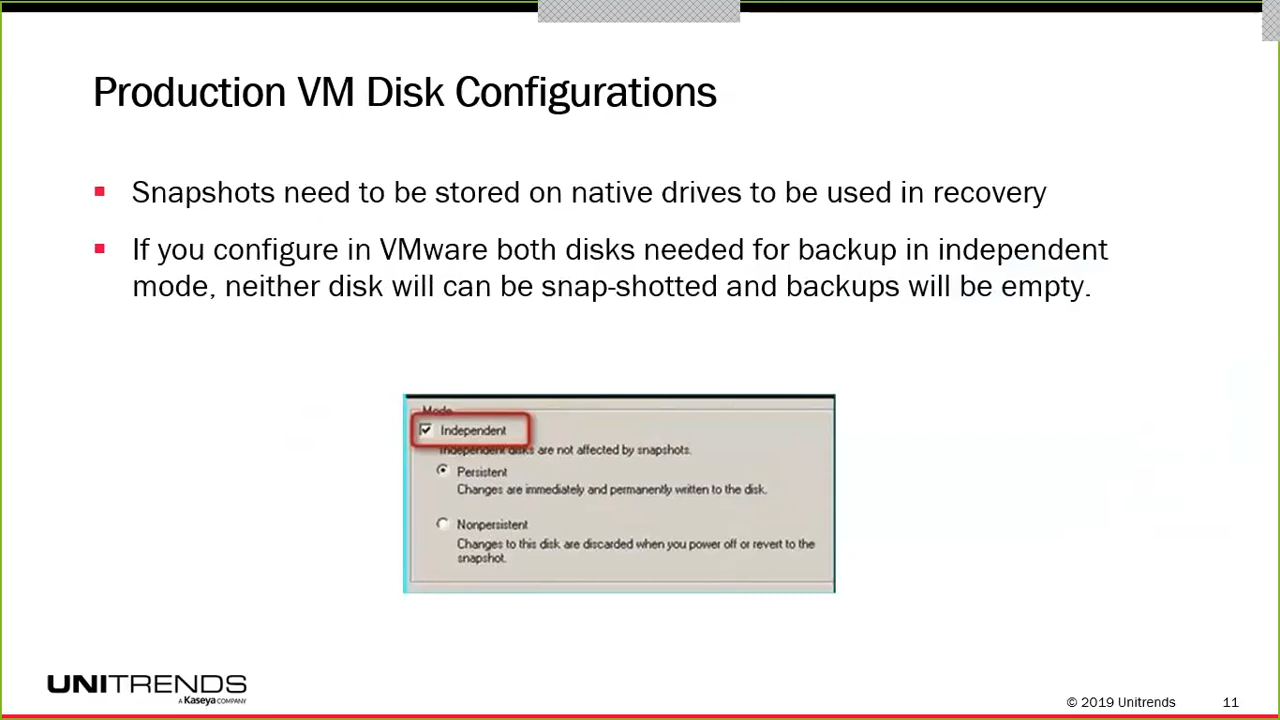 Production VM Disk Configurations
Snapshots need to be stored on native drives to be used in recovery
If you configure in VMware both disks needed for backup in independent
mode, neither disk will can be snap-shotted and backups will be empty.
Mode
Independent
Independent disks are not affected by snapshots.
Persistent
Changes are immediately and permanently written to the disk.
Nonpersistent
Changes to this disk are discarded when you power off or revert to the
snapshot.
UNITRENDS
A Kaseya COMPANY
© 2019 Unitrends 11